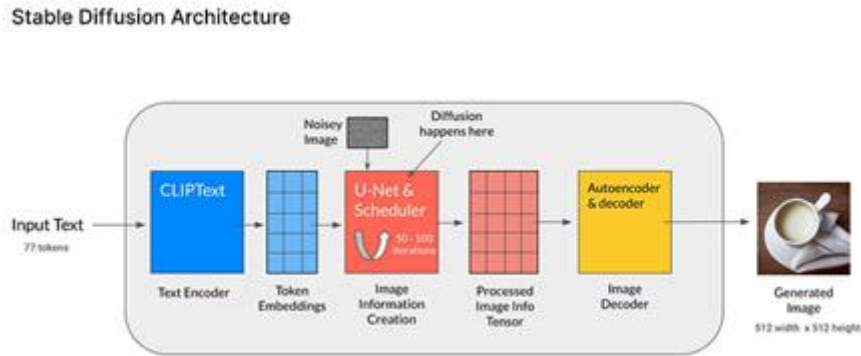 Stable Diffusion Architecture
Noisey
Image
Diffusion
happens here
CLIPText
U-Net &
Scheduler
50 - 100
iterations
Autoencoder
& decoder
Input Text
77 tokens
Text Encoder
Token
Embeddings
Image
Information
Creation
Processed
Image Info
Tensor
Image
Decoder
Generated
Image
512 width x 512 height